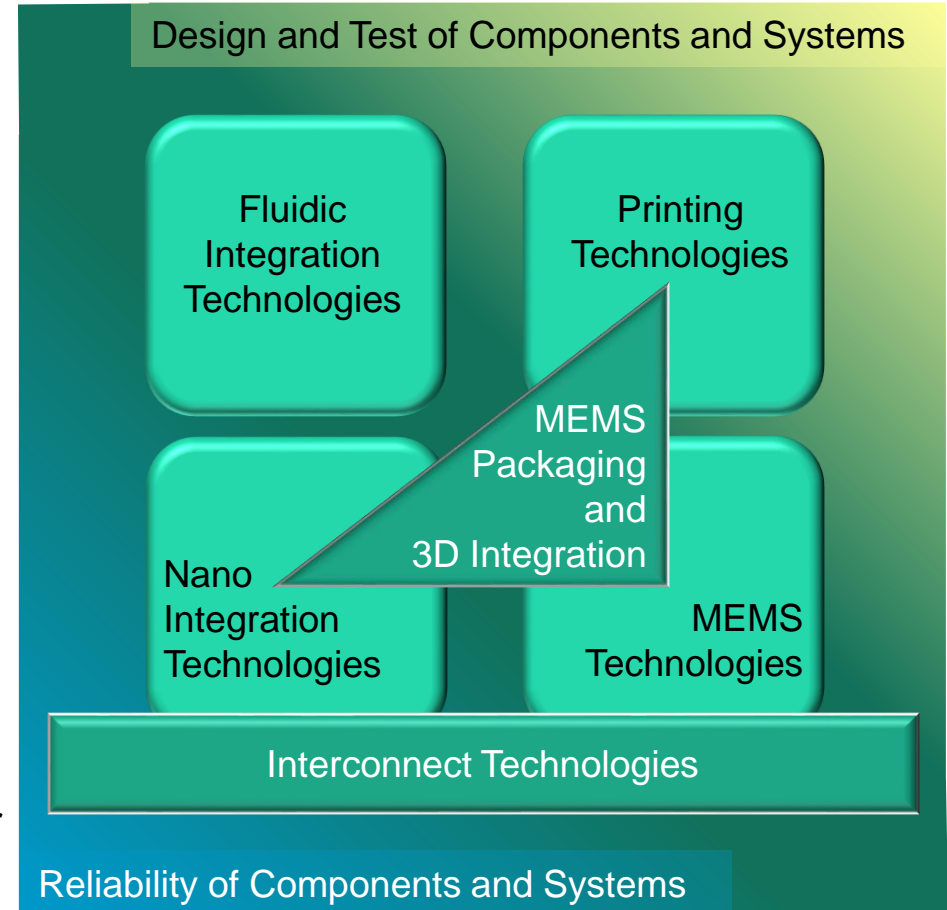 Design and Test of Components and Systems
Fluidic
Integration
Technologies
Printing
Technologies
MEMS
Packaging
and
3D Integration
Nano
Integration
Technologies
MEMS
Technologies
Interconnect Technologies
Reliability of Components and Systems